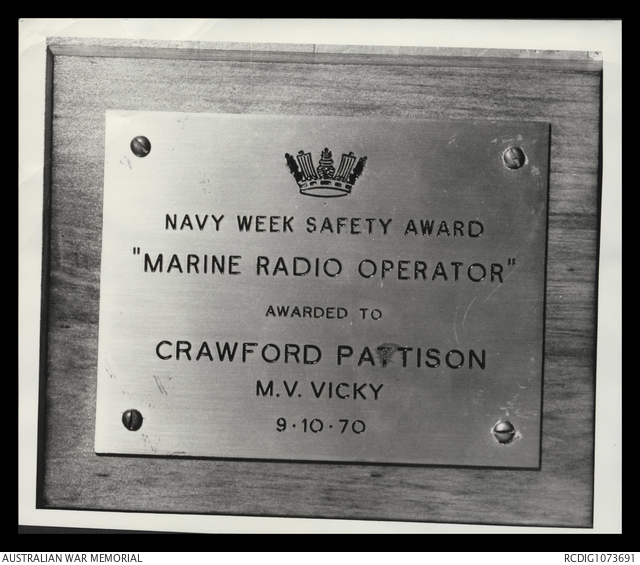 NAVY WEEK SAFETY AWARD
"MARINE RADIO OPERATOR"
AWARDED TO
CRAWFORD PATTISON
M.V. VICKY
9·10·70
AUSTRALIAN WAR MEMORIAL
RCDIG1073691